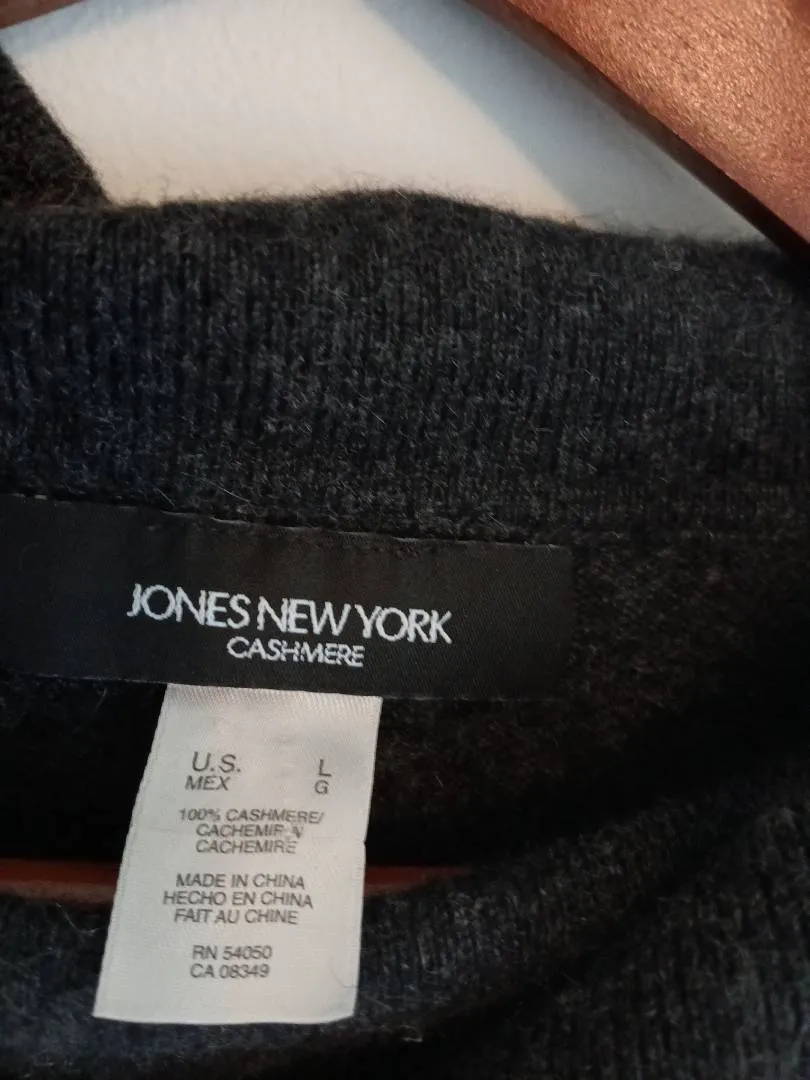 JONES NEW YORK
CASHMERE
U.S. L
MEX G
100% CASHMERE/
CACHEMIR N
CACHEMIRE
MADE IN CHINA
HECHO EN CHINA
FAIT AU CHINE
RN 54050
CA 08349